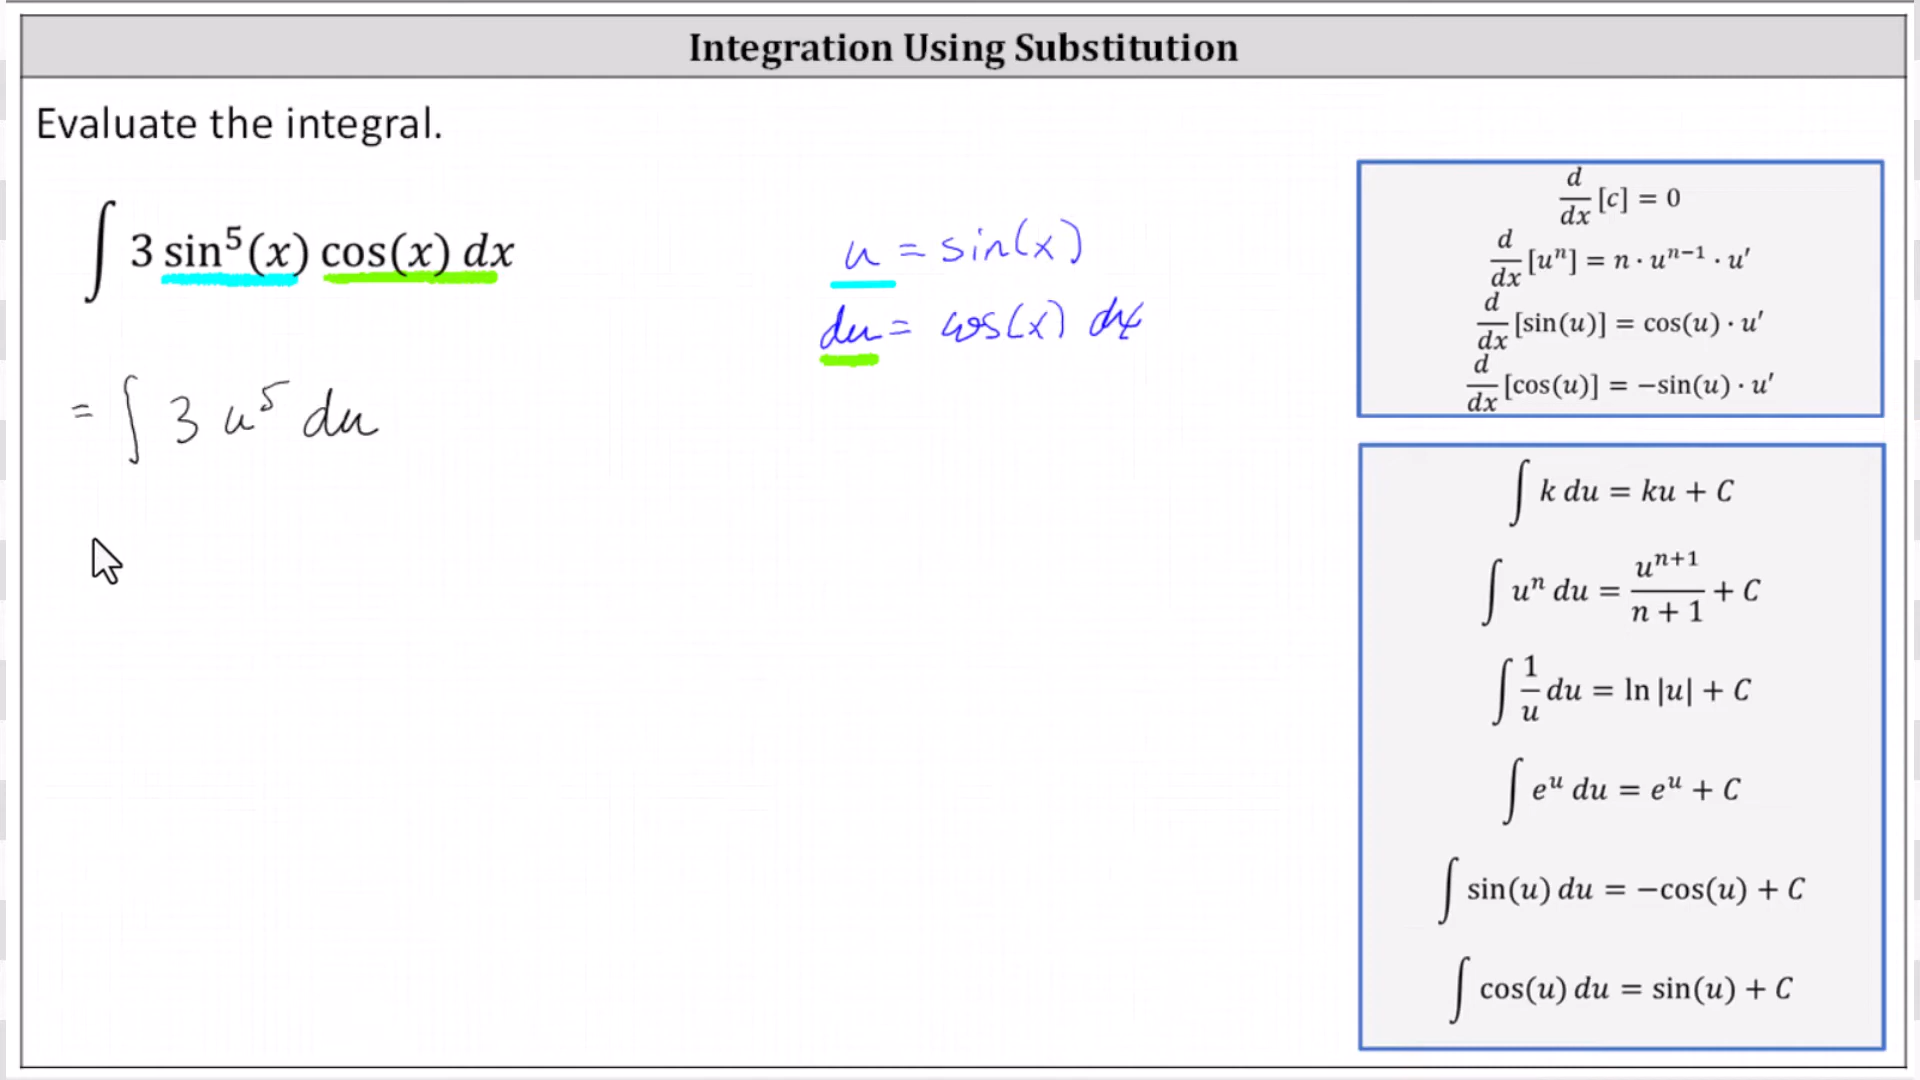 Integration Using Substitution
Evaluate the integral.
∫ 3 sin⁵(x) cos(x) dx
u = sin(x)
du = cos(x) dx
= ∫ 3 u⁵ du
d/dx [c] = 0
d/dx [uⁿ] = n · uⁿ⁻¹ · u′
d/dx [sin(u)] = cos(u) · u′
d/dx [cos(u)] = −sin(u) · u′
∫ k du = ku + C
∫ uⁿ du = uⁿ⁺¹/(n + 1) + C
∫ 1/u du = ln |u| + C
∫ eᵘ du = eᵘ + C
∫ sin(u) du = −cos(u) + C
∫ cos(u) du = sin(u) + C